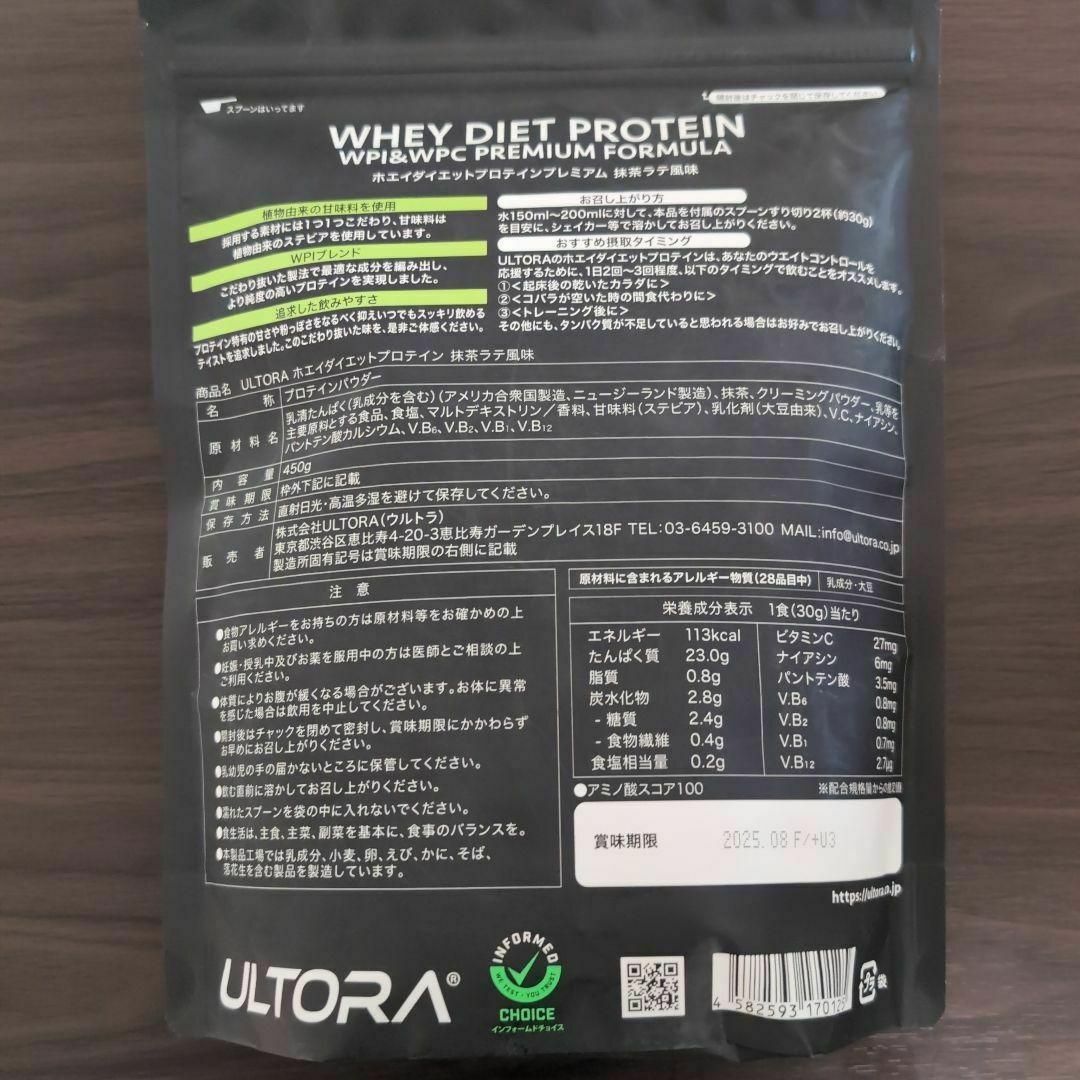 スプーンはいってます
開封後はチャックを閉じて保存してください
WHEY DIET PROTEIN
WPI&WPC PREMIUM FORMULA
ホエイダイエットプロテインプレミアム 抹茶ラテ風味
植物由来の甘味料を使用
採用する素材には1つ1つこだわり、甘味料は
植物由来のステビアを使用しています。
WPIブレンド
こだわり抜いた製法で最適な成分を編み出し、
より純度の高いプロテインを実現しました。
追求した飲みやすさ
プロテイン特有の甘さや粉っぽさをなるべく抑えいつでもスッキリ飲める
テイストを追求しました。このこだわり抜いた味を、是非ご体感ください。
お召し上がり方
水150ml〜200mlに対して、本品を付属のスプーンすり切り2杯(約30g)
を目安に、シェイカー等で溶かしてお召し上がりください。
おすすめ摂取タイミング
ULTORAのホエイダイエットプロテインは、あなたのウエイトコントロールを
応援するために、1日2回〜3回程度、以下のタイミングで飲むことをオススメします。
①<起床後の乾いたカラダに>
②<コバラが空いた時の間食代わりに>
③<トレーニング後に>
その他にも、タンパク質が不足していると思われる場合はお好みでお召し上がりください。
商品名 ULTORA ホエイダイエットプロテイン 抹茶ラテ風味
名称 プロテインパウダー
原材料名 乳清たんぱく(乳成分を含む)(アメリカ合衆国製造、ニュージーランド製造)、抹茶、クリーミングパウダー、乳等を
主要原料とする食品、食塩、マルトデキストリン/香料、甘味料(ステビア)、乳化剤(大豆由来)、V.C、ナイアシン、
パントテン酸カルシウム、V.B6、V.B2、V.B1、V.B12
内容量 450g
賞味期限 枠外下記に記載
保存方法 直射日光・高温多湿を避けて保存してください。
販売者 株式会社ULTORA(ウルトラ)
東京都渋谷区恵比寿4-20-3恵比寿ガーデンプレイス18F TEL:03-6459-3100 MAIL:info@ultora.co.jp
製造所固有記号は賞味期限の右側に記載
注意
●食物アレルギーをお持ちの方は原材料等をお確かめの上
お買い求めください。
●妊娠・授乳中及びお薬を服用中の方は医師とご相談の上
ご利用ください。
●体質によりお腹が緩くなる場合がございます。お体に異常
を感じた場合は飲用を中止してください。
●開封後はチャックを閉めて密封し、賞味期限にかかわらず
お早めにお召し上がりください。
●乳幼児の手の届かないところに保管してください。
●飲む直前に溶かしてお召し上がりください。
●濡れたスプーンを袋の中に入れないでください。
●食生活は、主食、主菜、副菜を基本に、食事のバランスを。
●本製品工場では乳成分、小麦、卵、えび、かに、そば、
落花生を含む製品を製造しています。
原材料に含まれるアレルギー物質(28品目中) 乳成分・大豆
栄養成分表示 1食(30g)当たり
エネルギー 113kcal
たんぱく質 23.0g
脂質 0.8g
炭水化物 2.8g
- 糖質 2.4g
- 食物繊維 0.4g
食塩相当量 0.2g
ビタミンC 27mg
ナイアシン 6mg
パントテン酸 3.5mg
V.B6 0.8mg
V.B2 0.8mg
V.B1 0.7mg
V.B12 2.7μg
●アミノ酸スコア100
※配合規格量からの推定値
賞味期限 2025.08 F/+U3
https://ultora.co.jp
ULTORA®
INFORMED
WE TEST・YOU TRUST
CHOICE
インフォームドチョイス
4 582593 170129
プラ 袋